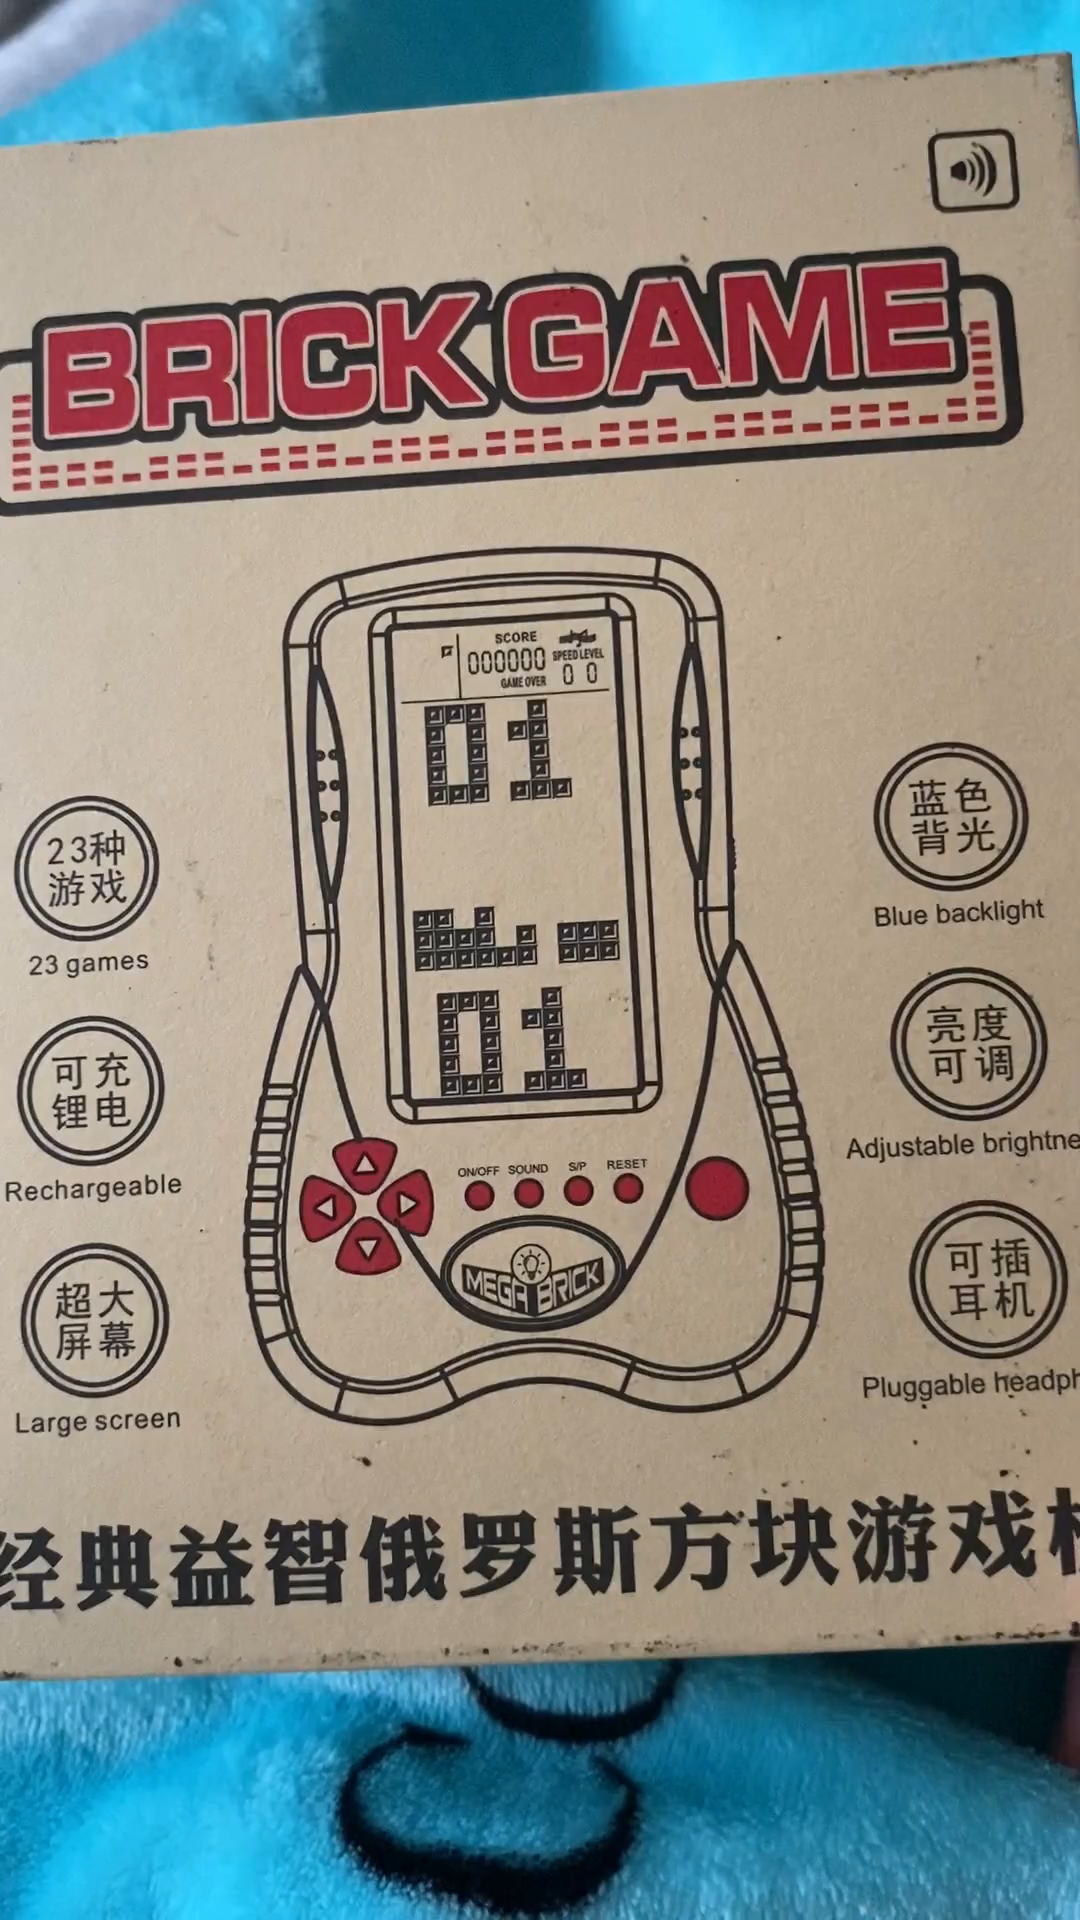 BRICK GAME
SCORE
000000
SPEED LEVEL
GAME OVER
0 0
01
01
23种
游戏
23 games
可充
锂电
Rechargeable
超大
屏幕
Large screen
蓝色
背光
Blue backlight
亮度
可调
Adjustable brightne
可插
耳机
Pluggable headph
ON/OFF SOUND S/P RESET
MEGA BRICK
经典益智俄罗斯方块游戏